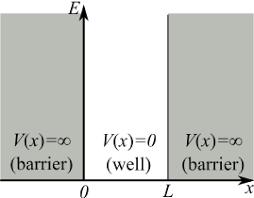 E
V(x)=∞ V(x)=0 V(x)=∞
(barrier) (well) (barrier)
0 L x